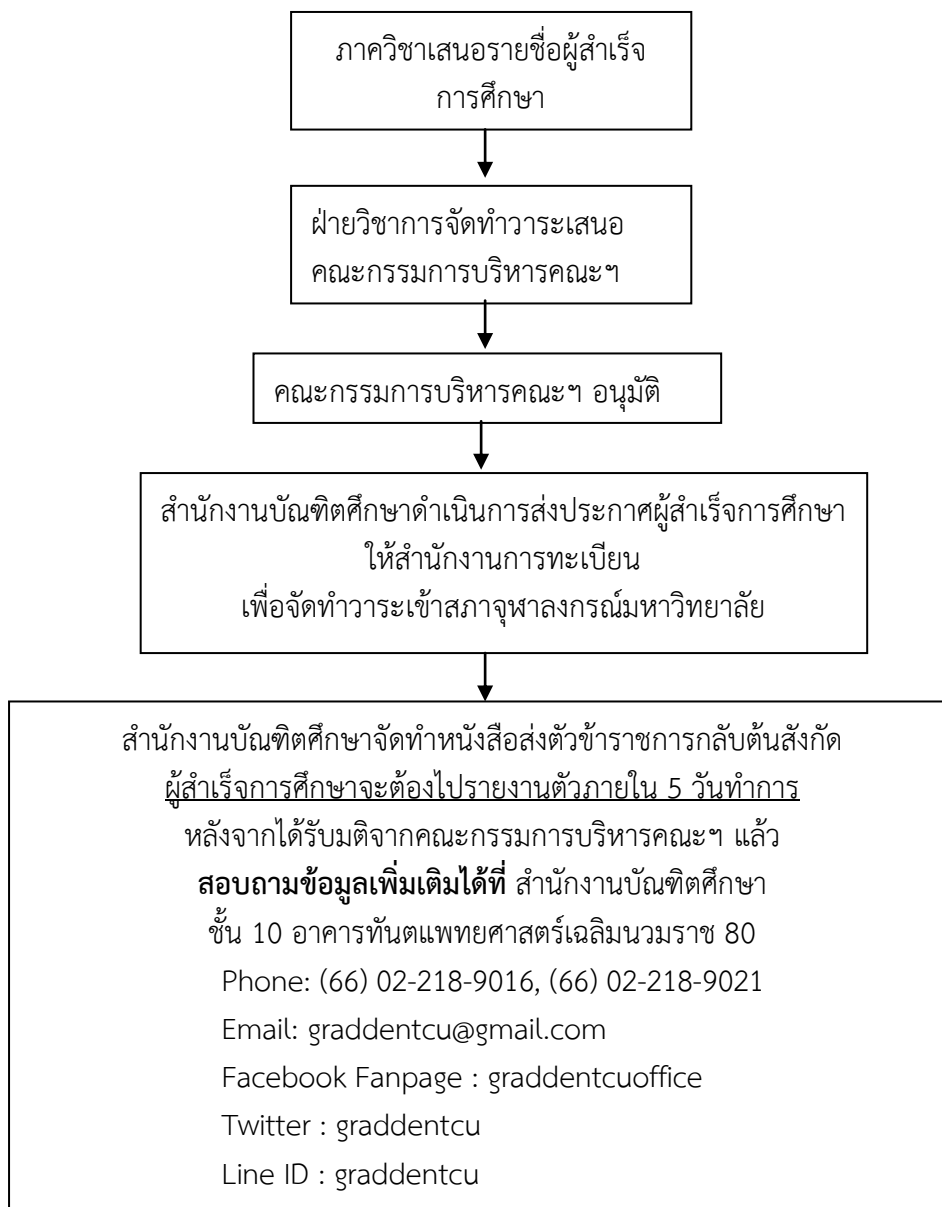 ภาควิชาเสนอรายชื่อผู้สำเร็จ
การศึกษา
ฝ่ายวิชาการจัดทำวาระเสนอ
คณะกรรมการบริหารคณะฯ
คณะกรรมการบริหารคณะฯ อนุมัติ
สำนักงานบัณฑิตศึกษาดำเนินการส่งประกาศผู้สำเร็จการศึกษา
ให้สำนักงานการทะเบียน
เพื่อจัดทำวาระเข้าสภาจุฬาลงกรณ์มหาวิทยาลัย
สำนักงานบัณฑิตศึกษาจัดทำหนังสือส่งตัวข้าราชการกลับต้นสังกัด
ผู้สำเร็จการศึกษาจะต้องไปรายงานตัวภายใน 5 วันทำการ
หลังจากได้รับมติจากคณะกรรมการบริหารคณะฯ แล้ว
สอบถามข้อมูลเพิ่มเติมได้ที่ สำนักงานบัณฑิตศึกษา
ชั้น 10 อาคารทันตแพทยศาสตร์เฉลิมนวมราช 80
Phone: (66) 02-218-9016, (66) 02-218-9021
Email: graddentcu@gmail.com
Facebook Fanpage : graddentcuoffice
Twitter : graddentcu
Line ID : graddentcu